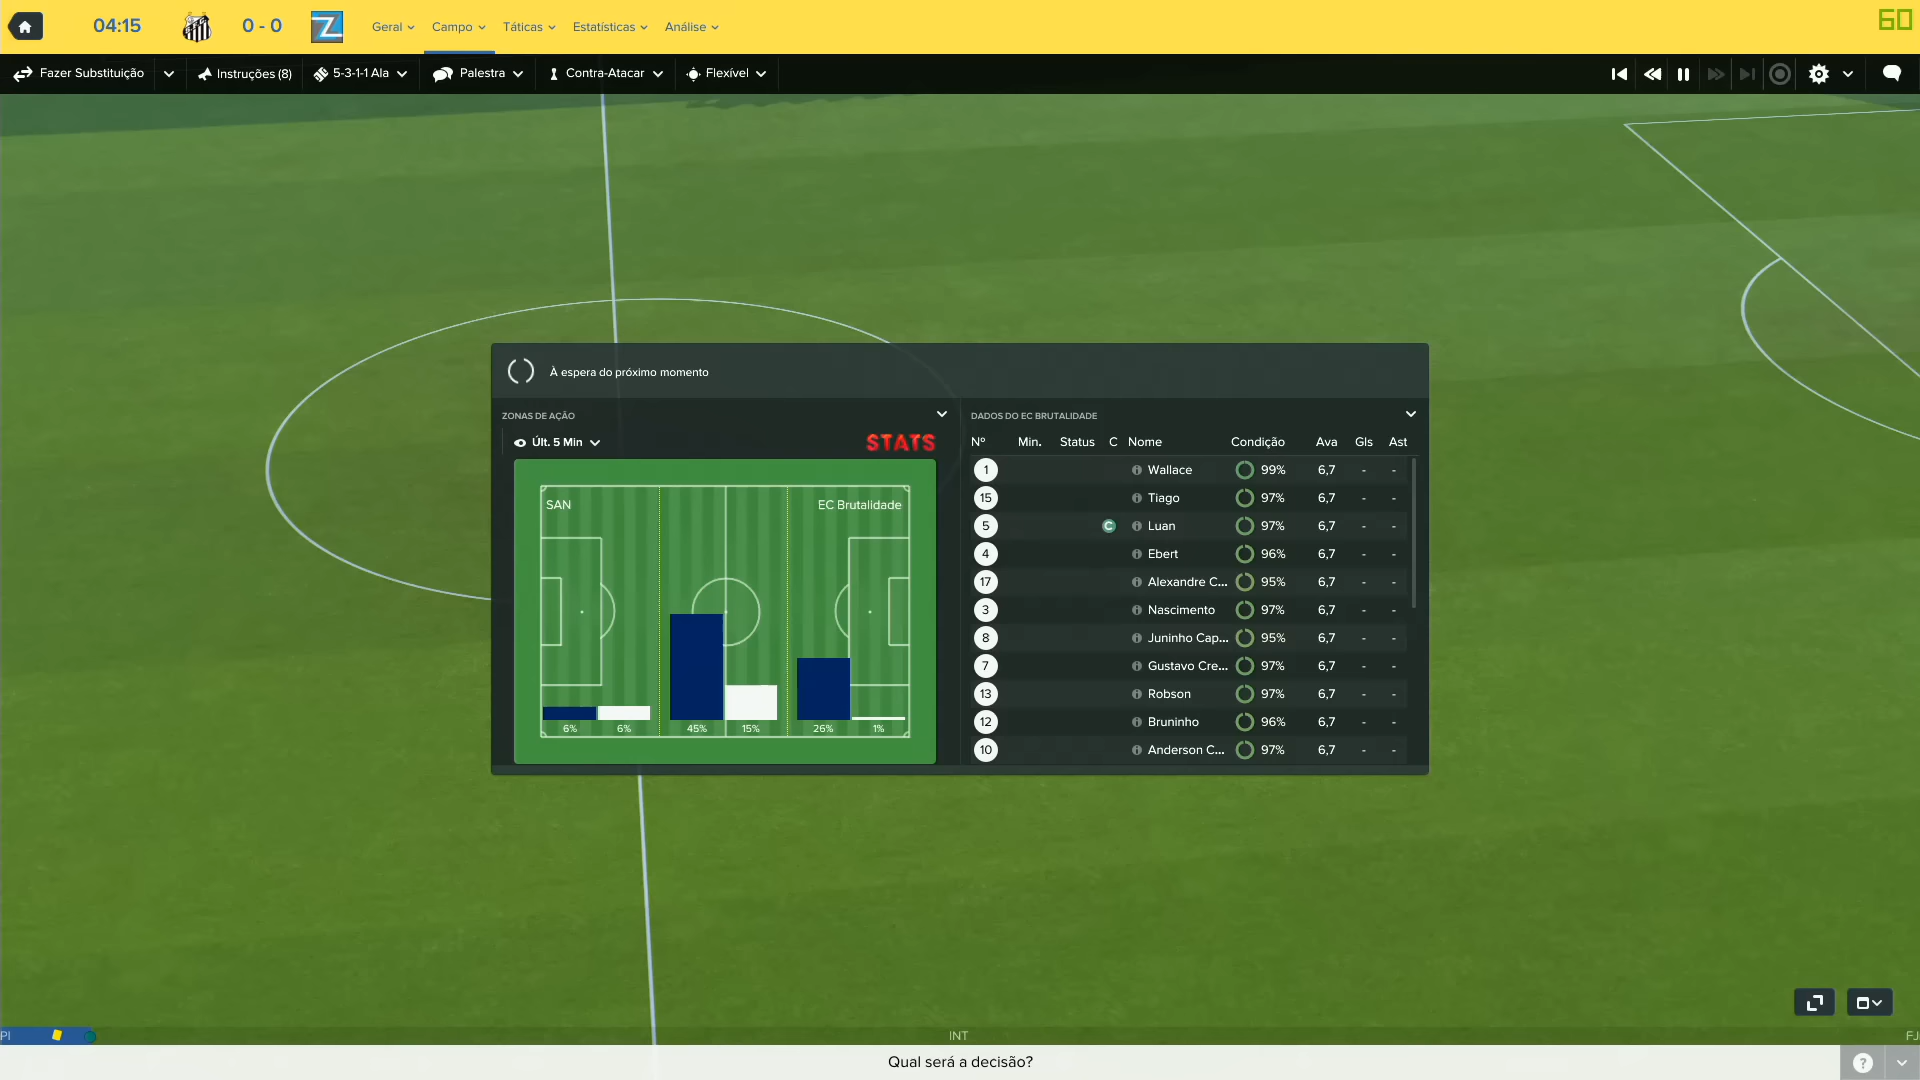 04:15 0 - 0 Geral Campo Táticas Estatísticas Análise 60
Fazer Substituição Instruções (8) 5-3-1-1 Ala Palestra Contra-Atacar Flexível
À espera do próximo momento
ZONAS DE AÇÃO
Últ. 5 Min STATS
SAN EC Brutalidade
6% 6% 45% 15% 26% 1%
DADOS DO EC BRUTALIDADE
Nº Min. Status C Nome Condição Ava Gls Ast
1 Wallace 99% 6,7 - -
15 Tiago 97% 6,7 - -
5 C Luan 97% 6,7 - -
4 Ebert 96% 6,7 - -
17 Alexandre C... 95% 6,7 - -
3 Nascimento 97% 6,7 - -
8 Juninho Cap... 95% 6,7 - -
7 Gustavo Cre... 97% 6,7 - -
13 Robson 97% 6,7 - -
12 Bruninho 96% 6,7 - -
10 Anderson C... 97% 6,7 - -
PI INT FJ
Qual será a decisão? ?